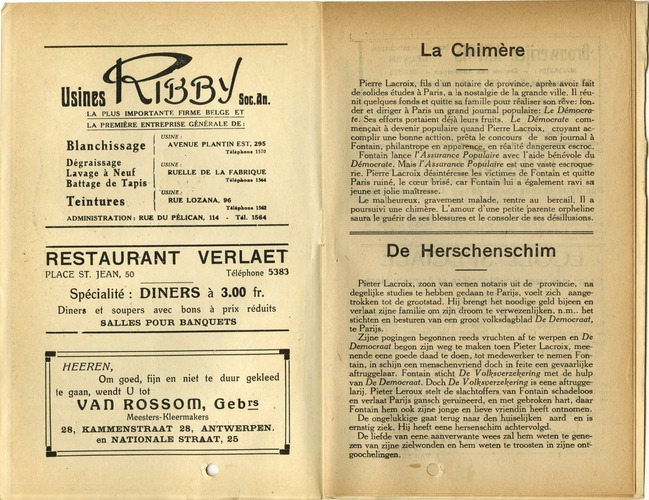 Usines RIBBY Soc.An.
LA PLUS IMPORTANTE FIRME BELGE ET
LA PREMIÈRE ENTREPRISE GÉNÉRALE DE:
Blanchissage
USINE:
AVENUE PLANTIN EST, 295
Téléphone 1570
Dégraissage
Lavage à Neuf
Battage de Tapis
USINE:
RUELLE DE LA FABRIQUE
Téléphone 1564
Teintures
USINE:
RUE LOZANA, 96
Téléphone 1562
ADMINISTRATION: RUE DU PÉLICAN, 114 - Tél. 1564
RESTAURANT VERLAET
PLACE ST. JEAN, 50 Téléphone 5383
Spécialité: DINERS à 3.00 fr.
Diners et soupers avec bons à prix réduits
SALLES POUR BANQUETS
HEEREN,
Om goed, fijn en niet te duur gekleed
te gaan, wendt U tot
VAN ROSSOM, Gebrs
Meesters-Kleermakers
28, KAMMENSTRAAT 28, ANTWERPEN.
en NATIONALE STRAAT, 25
La Chimère
Pierre Lacroix, fils d'un notaire de province, après avoir fait
de solides études à Paris, a la nostalgie de la grande ville. Il réu-
nit quelques fonds et quitte sa famille pour réaliser son rêve: fon-
der et diriger à Paris un grand journal populaire: Le Démocra-
te. Ses efforts portaient déjà leurs fruits. Le Démocrate com-
mençait à devenir populaire quand Pierre Lacroix, croyant ac-
complir une bonne action, prêta le concours de son journal à
Fontain, philantrophe en apparence, en réalité dangereux escroc.
Fontain lance l'Assurance Populaire avec l'aide bénévole du
Démocrate. Mais l'Assurance Populaire est une vaste escroque-
rie. Pierre Lacroix désintéresse les victimes de Fontain et quitte
Paris ruiné, le cœur brisé, car Fontain lui a également ravi sa
jeune et jolie maîtresse.
Le malheureux, gravement malade, rentre au bercail. Il a
poursuivi une chimère. L'amour d'une petite parente orpheline
saura le guérir de ses blessures et le consoler de ses désillusions.
De Herschenschim
Pieter Lacroix, zoon van eenen notaris uit de provincie, na
degelijke studies te hebben gedaan te Parijs, voelt zich aange-
trokken tot de grootstad. Hij brengt het noodige geld bijeen en
verlaat zijne familie om zijn droom te verwezenlijken, n.m.. het
stichten en besturen van een groot volksdagblad De Democraat,
te Parijs.
Zijne pogingen begonnen reeds vruchten af te werpen en De
Democraat begon zijn weg te maken toen Pieter Lacroix, mee-
nende eene goede daad te doen, tot medewerker te nemen Fon-
tain, in schijn een menschenvriend doch in feite een gevaarlijke
aftruggelaar. Fontain sticht De Volksverzekering met de hulp
van De Democraat. Doch De Volksverzekering is eene aftrugge-
larij. Pieter Leroux stelt de slachtoffers van Fontain schadeloos
en verlaat Parijs gansch geruineerd, en met gebroken hart, daar
Fontain hem ook zijne jonge en lieve vriendin heeft ontnomen.
De ongelukkige gaat terug naar den huiselijken aard en is
ernstig ziek. Hij heeft eene hersenschim achtervolgd.
De liefde van eene aanverwante wees zal hem weten te gene-
zen van zijne zielwonden en hem weten te troosten in zijne ont-
goochelingen.